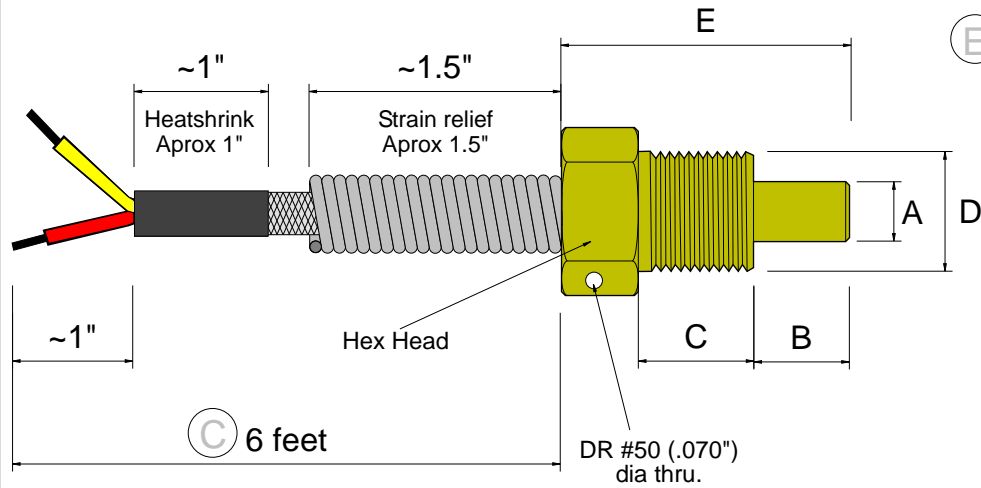 E
E
~1"
~1.5"
Heatshrink
Aprox 1"
Strain relief
Aprox 1.5"
A
D
Hex Head
~1"
C
B
C 6 feet
DR #50 (.070")
dia thru.